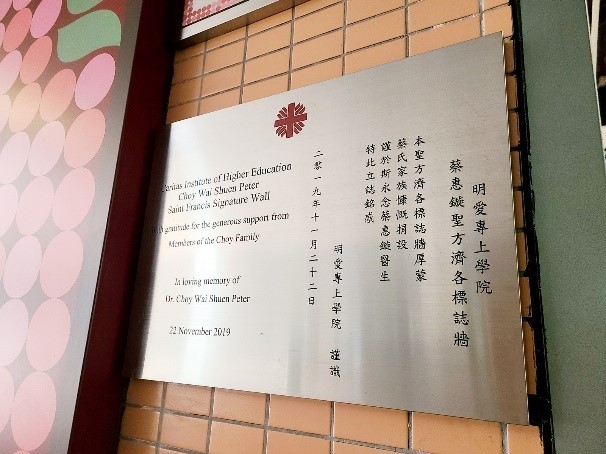 Caritas Institute of Higher Education
Choy Wai Shuen Peter
Saint Francis Signature Wall
With gratitude for the generous support from
Members of the Choy Family
In loving memory of
Dr. Choy Wai Shuen Peter
22 November 2019
明愛專上學院
蔡惠鏇聖方濟各標誌牆
本聖方濟各標誌牆厚蒙
蔡氏家族慷慨捐設
謹於斯永念蔡惠鏇醫生
特此立誌銘感
明愛專上學院 謹識
二零一九年十一月二十二日